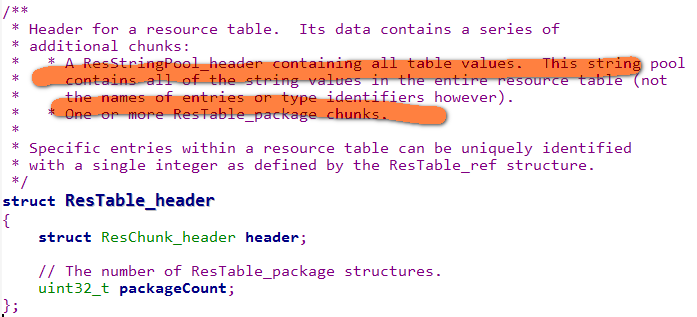 /**
 * Header for a resource table.  Its data contains a series of
 * additional chunks:
 *   * A ResStringPool_header containing all table values.  This string pool
 *     contains all of the string values in the entire resource table (not
 *     the names of entries or type identifiers however).
 *   * One or more ResTable_package chunks.
 *
 * Specific entries within a resource table can be uniquely identified
 * with a single integer as defined by the ResTable_ref structure.
 */
struct ResTable_header
{
    struct ResChunk_header header;

    // The number of ResTable_package structures.
    uint32_t packageCount;
};